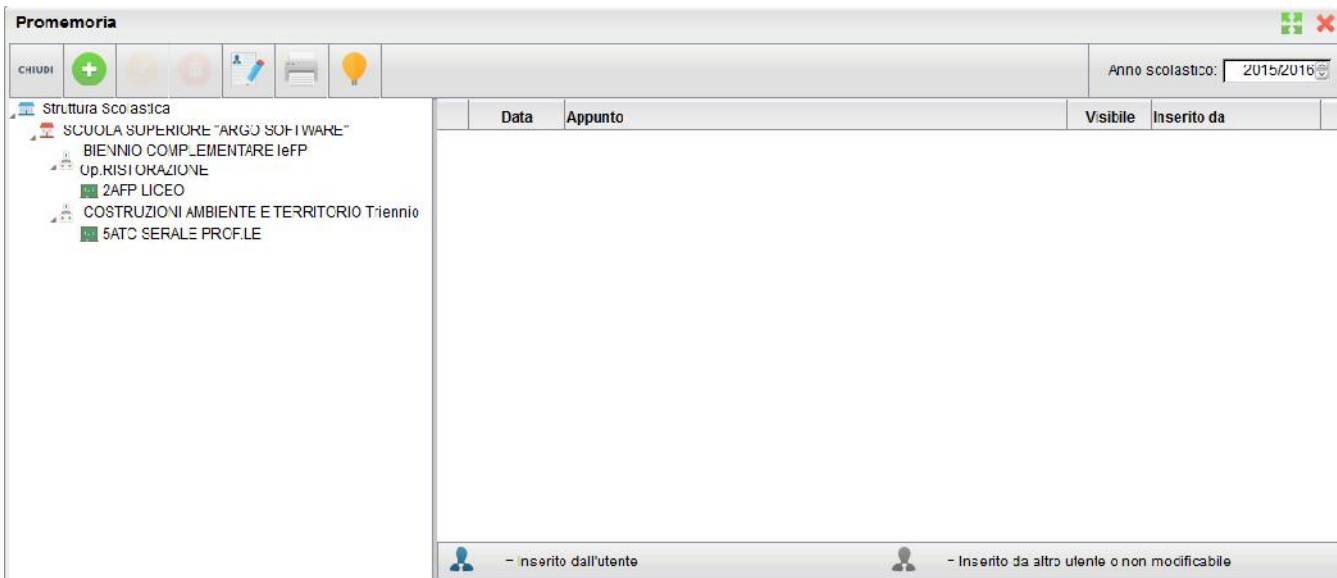 Promemoria
CHIUDI
Anno scolastico: 2015/2016
Struttura Scolastica
SCUOLA SUPERIORE "ARGO SOFTWARE"
BIENNIO COMPLEMENTARE IeFP
Op.RISTORAZIONE
2AFP LICEO
COSTRUZIONI AMBIENTE E TERRITORIO Triennio
5ATC SERALE PROF.LE
Data Appunto Visibile Inserito da
= Inserito dall'utente = Inserito da altro utente o non modificabile